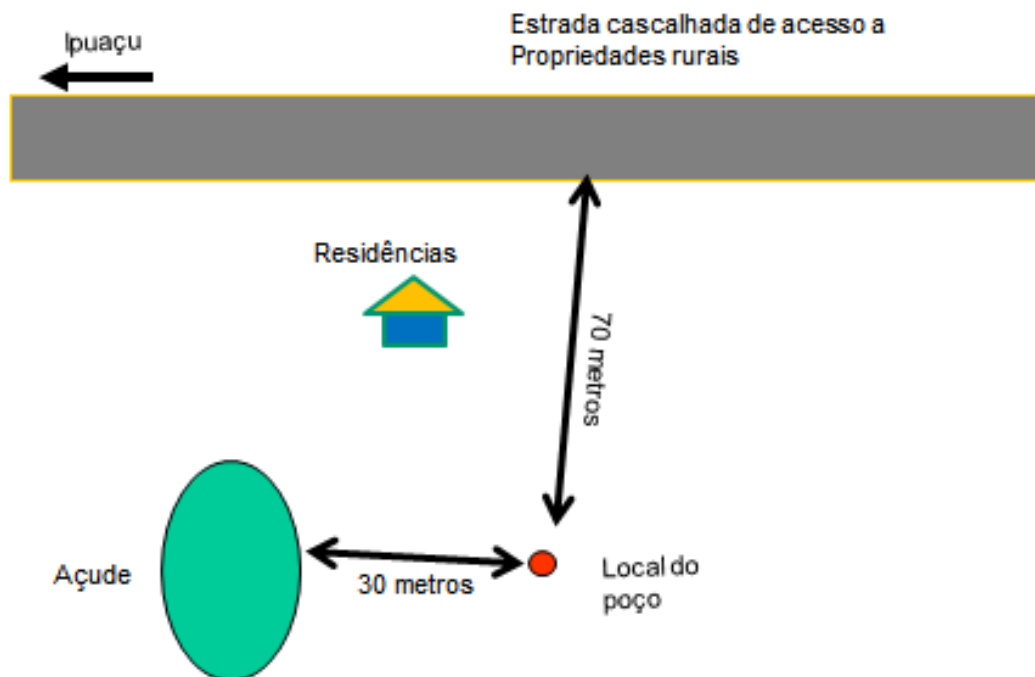 Ipuaçu
Estrada cascalhada de acesso a
Propriedades rurais
Residências
70 metros
Açude
30 metros
Local do
poço